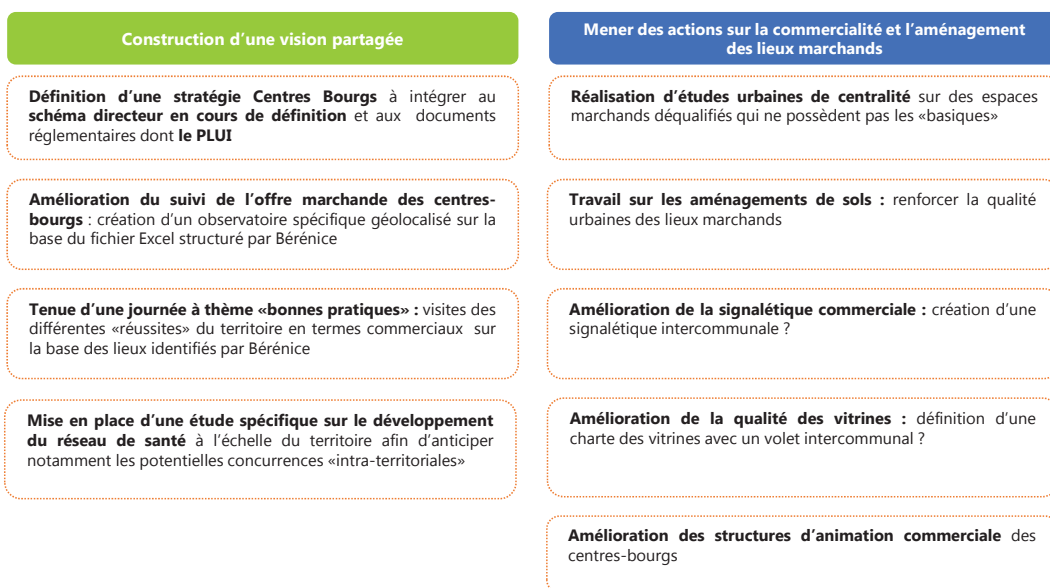 Construction d'une vision partagée
Définition d'une stratégie Centres Bourgs à intégrer au
schéma directeur en cours de définition et aux documents
réglementaires dont le PLUI
Amélioration du suivi de l'offre marchande des centres-
bourgs : création d'un observatoire spécifique géolocalisé sur la
base du fichier Excel structuré par Bérénice
Tenue d'une journée à thème «bonnes pratiques» : visites des
différentes «réussites» du territoire en termes commerciaux sur
la base des lieux identifiés par Bérénice
Mise en place d'une étude spécifique sur le développement
du réseau de santé à l'échelle du territoire afin d'anticiper
notamment les potentielles concurrences «intra-territoriales»
Mener des actions sur la commercialité et l'aménagement
des lieux marchands
Réalisation d'études urbaines de centralité sur des espaces
marchands déqualifiés qui ne possèdent pas les «basiques»
Travail sur les aménagements de sols : renforcer la qualité
urbaines des lieux marchands
Amélioration de la signalétique commerciale : création d'une
signalétique intercommunale ?
Amélioration de la qualité des vitrines : définition d'une
charte des vitrines avec un volet intercommunal ?
Amélioration des structures d'animation commerciale des
centres-bourgs